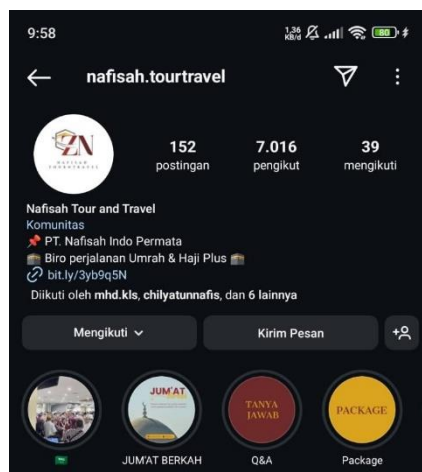 9:58
1,36 KB/d
80
nafisah.tourtravel
ZN
NAFISAH
TOURTRAVEL
152
postingan
7.016
pengikut
39
mengikuti
Nafisah Tour and Travel
Komunitas
📌 PT. Nafisah Indo Permata
🕋 Biro perjalanan Umrah & Haji Plus 🕋
bit.ly/3yb9q5N
Diikuti oleh mhd.kls, chilyatunnafis, dan 6 lainnya
Mengikuti
Kirim Pesan
JUM'AT
TANYA
JAWAB
PACKAGE
🇸🇦
JUM'AT BERKAH
Q&A
Package